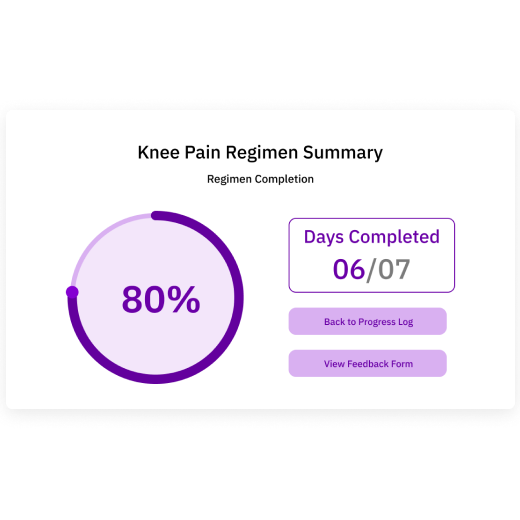 Knee Pain Regimen Summary
Regimen Completion
80%
Days Completed
06/07
Back to Progress Log
View Feedback Form